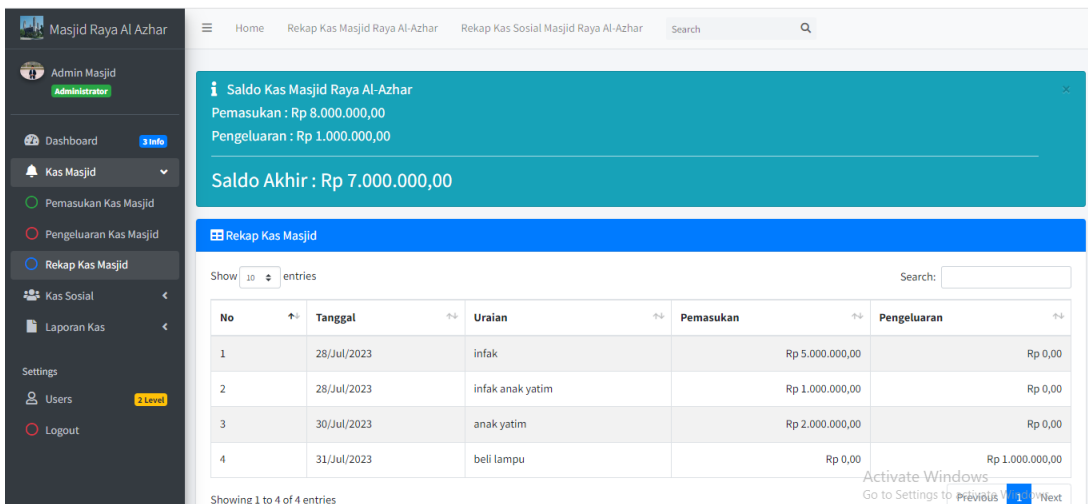 Masjid Raya Al Azhar
Home Rekap Kas Masjid Raya Al-Azhar Rekap Kas Sosial Masjid Raya Al-Azhar Search
Admin Masjid
Administrator
Dashboard 3 Info
Kas Masjid
Pemasukan Kas Masjid
Pengeluaran Kas Masjid
Rekap Kas Masjid
Kas Sosial
Laporan Kas
Settings
Users 2 Level
Logout
Saldo Kas Masjid Raya Al-Azhar ×
Pemasukan : Rp 8.000.000,00
Pengeluaran : Rp 1.000.000,00
Saldo Akhir : Rp 7.000.000,00
Rekap Kas Masjid
Show 10 entries Search:
No Tanggal Uraian Pemasukan Pengeluaran
1 28/Jul/2023 infak Rp 5.000.000,00 Rp 0,00
2 28/Jul/2023 infak anak yatim Rp 1.000.000,00 Rp 0,00
3 30/Jul/2023 anak yatim Rp 2.000.000,00 Rp 0,00
4 31/Jul/2023 beli lampu Rp 0,00 Rp 1.000.000,00
Showing 1 to 4 of 4 entries
Previous 1 Next
Activate Windows
Go to Settings to activate Windows.